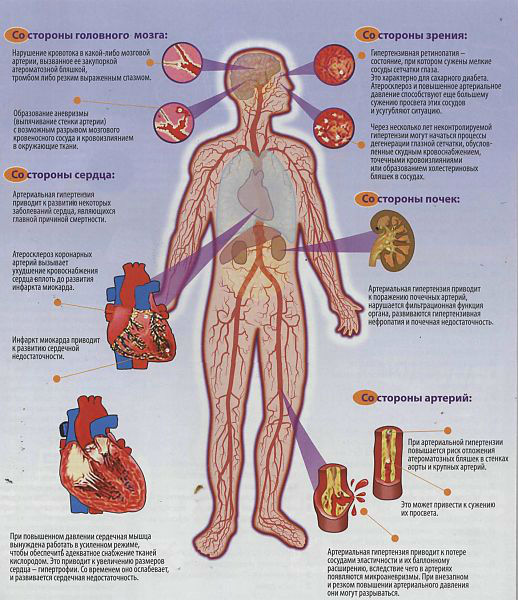 Со стороны головного мозга:
Нарушение кровотока в какой-либо мозговой
артерии, вызванное ее закупоркой
атероматозной бляшкой,
тромбом либо резким выраженным спазмом.
Образование аневризмы
(выпячивание стенки артерии)
с возможным разрывом мозгового
кровеносного сосуда и кровоизлиянием
в окружающие ткани.
Со стороны сердца:
Артериальная гипертензия
приводит к развитию некоторых
заболеваний сердца, являющихся
главной причиной смертности.
Атеросклероз коронарных
артерий вызывает
ухудшение кровоснабжения
сердца вплоть до развития
инфаркта миокарда.
Инфаркт миокарда приводит
к развитию сердечной
недостаточности.
При повышенном давлении сердечная мышца
вынуждена работать в усиленном режиме,
чтобы обеспечить адекватное снабжение тканей
кислородом. Это приводит к увеличению размеров
сердца – гипертрофии. Со временем оно ослабевает,
и развивается сердечная недостаточность.
Со стороны зрения:
Гипертензивная ретинопатия –
состояние, при котором сужены мелкие
сосуды сетчатки глаза.
Это характерно для сахарного диабета.
Атеросклероз и повышенное артериальное
давление способствуют еще большему
сужению просвета этих сосудов
и усугубляют ситуацию.
Через несколько лет неконтролируемой
гипертензии могут начаться процессы
дегенерации глазной сетчатки, обуслов-
ленные скудным кровоснабжением,
точечными кровоизлияниями
или образованием холестериновых
бляшек в сосудах.
Со стороны почек:
Артериальная гипертензия приводит
к поражению почечных артерий,
нарушается фильтрационная функция
органа, развиваются гипертензивная
нефропатия и почечная недостаточность.
Со стороны артерий:
При артериальной гипертензии
повышается риск отложения
атероматозных бляшек в стенках
аорты и крупных артерий.
Это может привести к сужению
их просвета.
Артериальная гипертензия приводит к потере
сосудами эластичности и их баллонному
расширению, вследствие чего в артериях
появляются микроаневризмы. При внезапном
и резком повышении артериального давления
они могут разрываться.